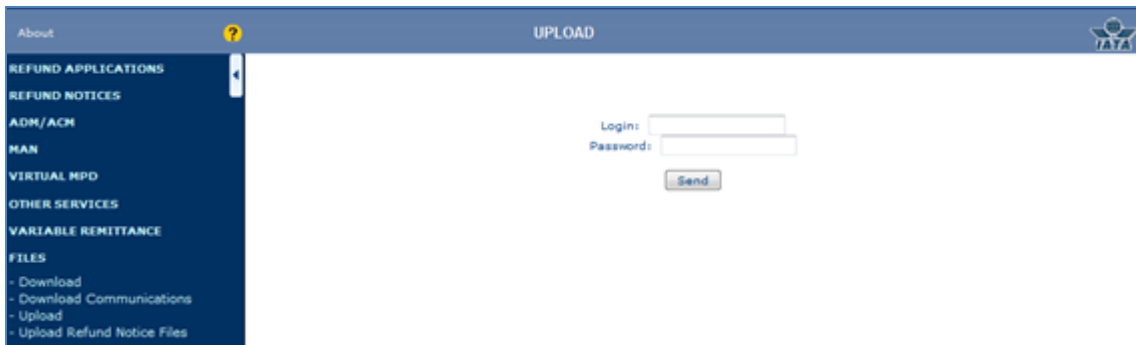 About ? UPLOAD IATA
REFUND APPLICATIONS
REFUND NOTICES
ADM/ACM
MAN
VIRTUAL MPD
OTHER SERVICES
VARIABLE REMITTANCE
FILES
- Download
- Download Communications
- Upload
- Upload Refund Notice Files
Login:
Password:
Send